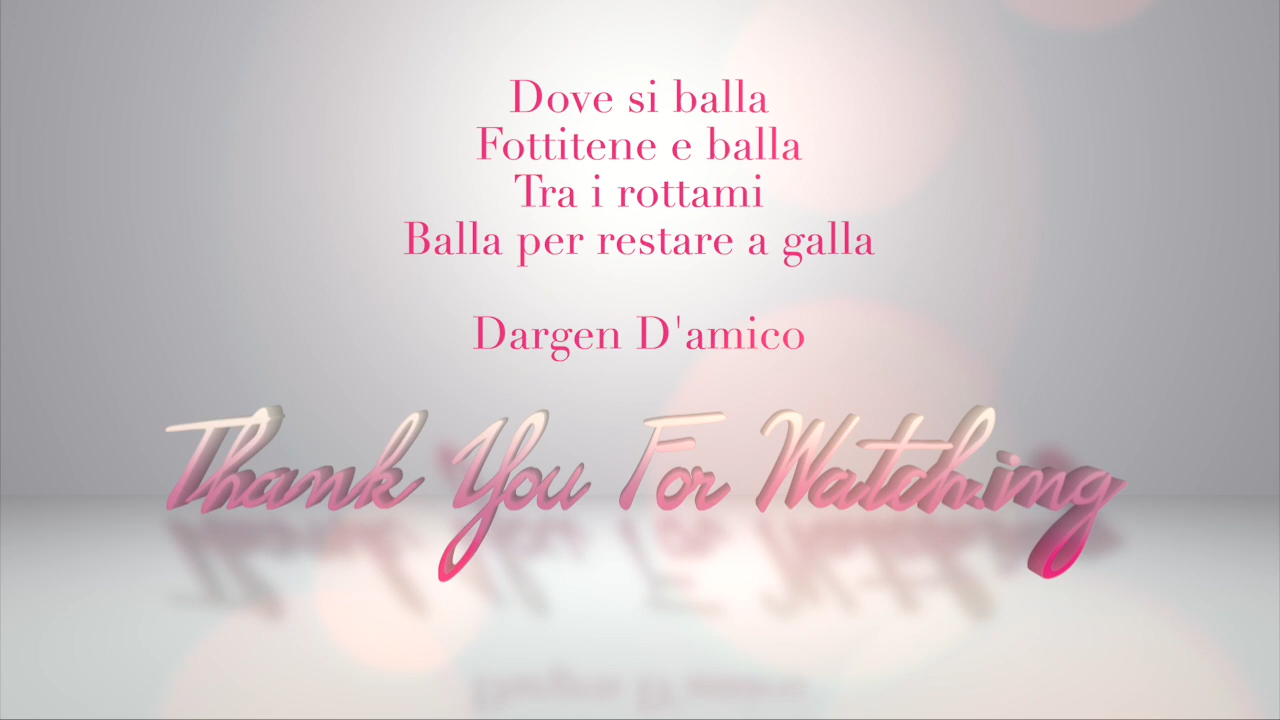 Dove si balla
Fottitene e balla
Tra i rottami
Balla per restare a galla
Dargen D'amico
Thank You For Watching